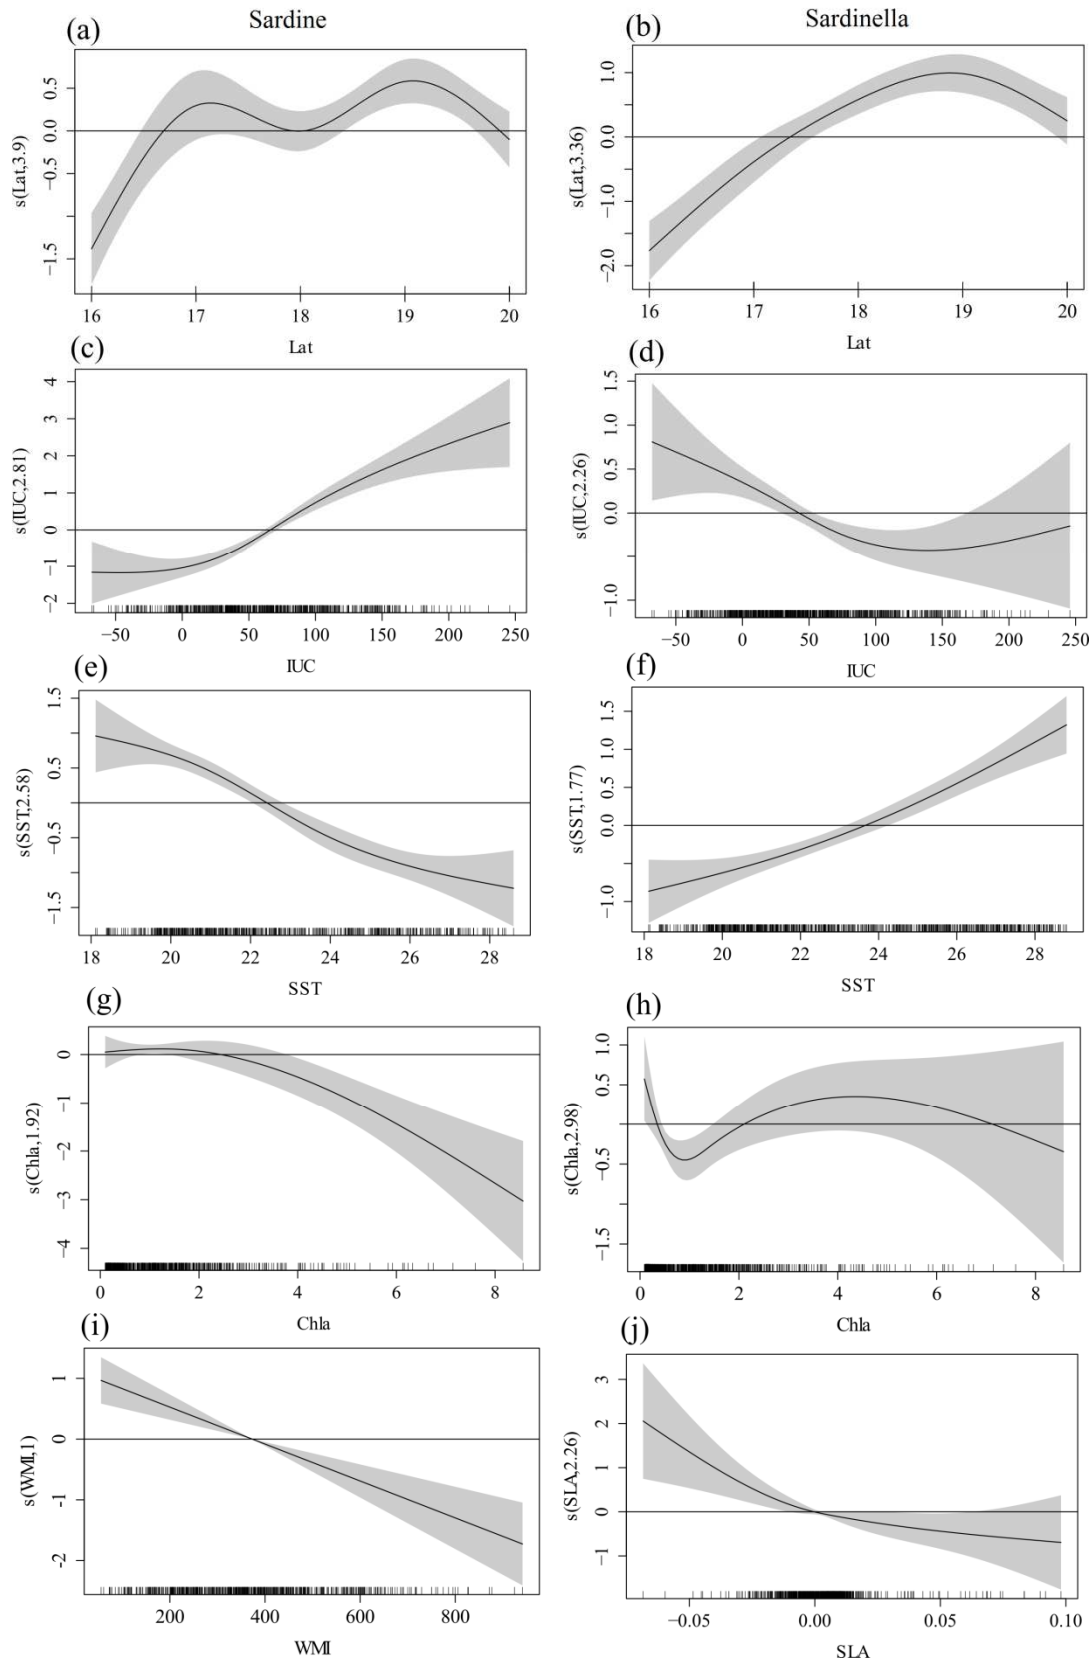 Sardine
Sardinella
(a)
s(Lat,3.9)
0.5
0.0
−0.5
−1.5
16 17 18 19 20
Lat
(b)
s(Lat,3.36)
1.0
0.0
−1.0
−2.0
16 17 18 19 20
Lat
(c)
s(IUC,2.81)
4
3
2
1
0
−1
−2
−50 0 50 100 150 200 250
IUC
(d)
s(IUC,2.26)
1.5
1.0
0.5
0.0
−1.0
−50 0 50 100 150 200 250
IUC
(e)
s(SST,2.58)
1.5
0.5
−0.5
−1.5
18 20 22 24 26 28
SST
(f)
s(SST,1.77)
1.5
1.0
0.5
0.0
−1.0
18 20 22 24 26 28
SST
(g)
s(Chla,1.92)
0
−1
−2
−3
−4
0 2 4 6 8
Chla
(h)
s(Chla,2.98)
1.0
0.5
0.0
−0.5
−1.5
0 2 4 6 8
Chla
(i)
s(WMI,1)
1
0
−1
−2
200 400 600 800
WMI
(j)
s(SLA,2.26)
3
2
1
0
−1
−0.05 0.00 0.05 0.10
SLA